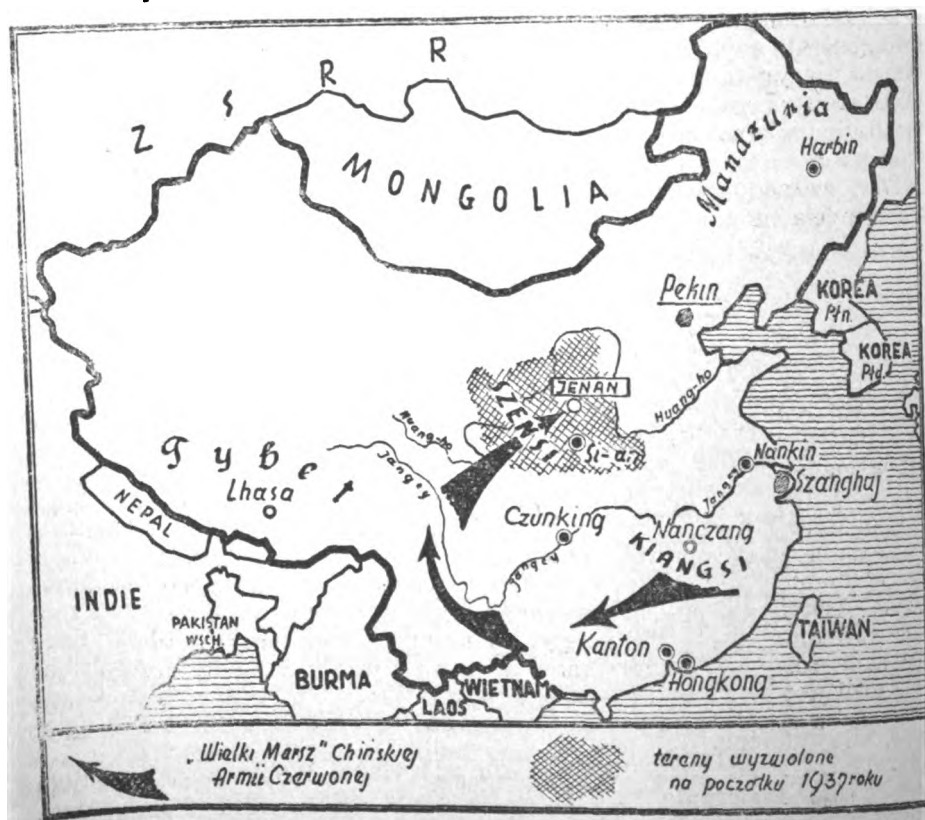 Z S R R
MONGOLIA
Mandżuria
Harbin
Pekin
KOREA
Płn.
KOREA
Płd.
JENAN
SZENSI
Si-an
Huang-ho
Huang-ho
Jangcy
Tybet
Lhasa
NEPAL
Nankin
Szanghaj
Jangcy
Czunking
Nanczang
KIANGSI
Jangcy
INDIE
PAKISTAN
WSCH.
BURMA
LAOS
WIETNAM
Kanton
Hongkong
TAIWAN
„Wielki Marsz" Chińskiej
Armii Czerwonej
tereny wyzwolone
na początku 1937 roku